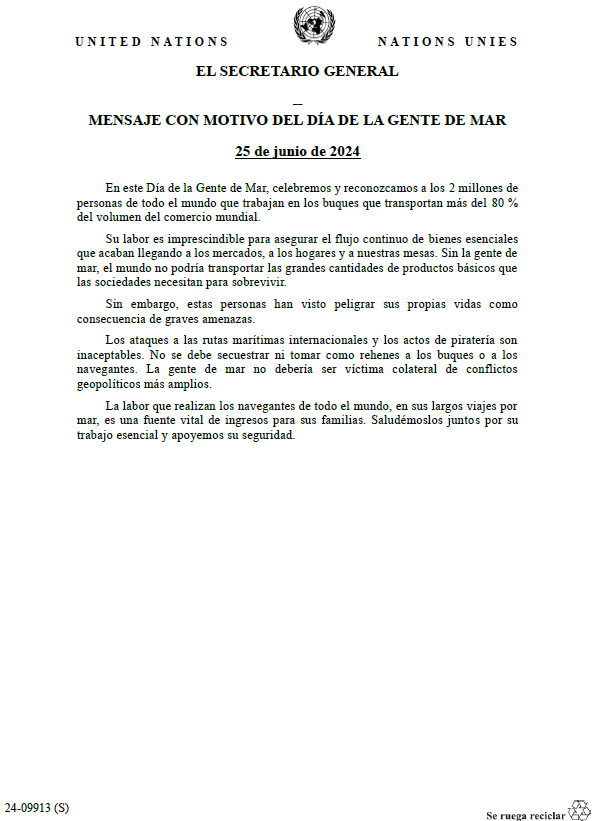 UNITED NATIONS NATIONS UNIES
EL SECRETARIO GENERAL
--
MENSAJE CON MOTIVO DEL DÍA DE LA GENTE DE MAR
25 de junio de 2024
En este Día de la Gente de Mar, celebremos y reconozcamos a los 2 millones de
personas de todo el mundo que trabajan en los buques que transportan más del 80 %
del volumen del comercio mundial.
Su labor es imprescindible para asegurar el flujo continuo de bienes esenciales
que acaban llegando a los mercados, a los hogares y a nuestras mesas. Sin la gente de
mar, el mundo no podría transportar las grandes cantidades de productos básicos que
las sociedades necesitan para sobrevivir.
Sin embargo, estas personas han visto peligrar sus propias vidas como
consecuencia de graves amenazas.
Los ataques a las rutas marítimas internacionales y los actos de piratería son
inaceptables. No se debe secuestrar ni tomar como rehenes a los buques o a los
navegantes. La gente de mar no debería ser víctima colateral de conflictos
geopolíticos más amplios.
La labor que realizan los navegantes de todo el mundo, en sus largos viajes por
mar, es una fuente vital de ingresos para sus familias. Saludémoslos juntos por su
trabajo esencial y apoyemos su seguridad.
24-09913 (S)
Se ruega reciclar